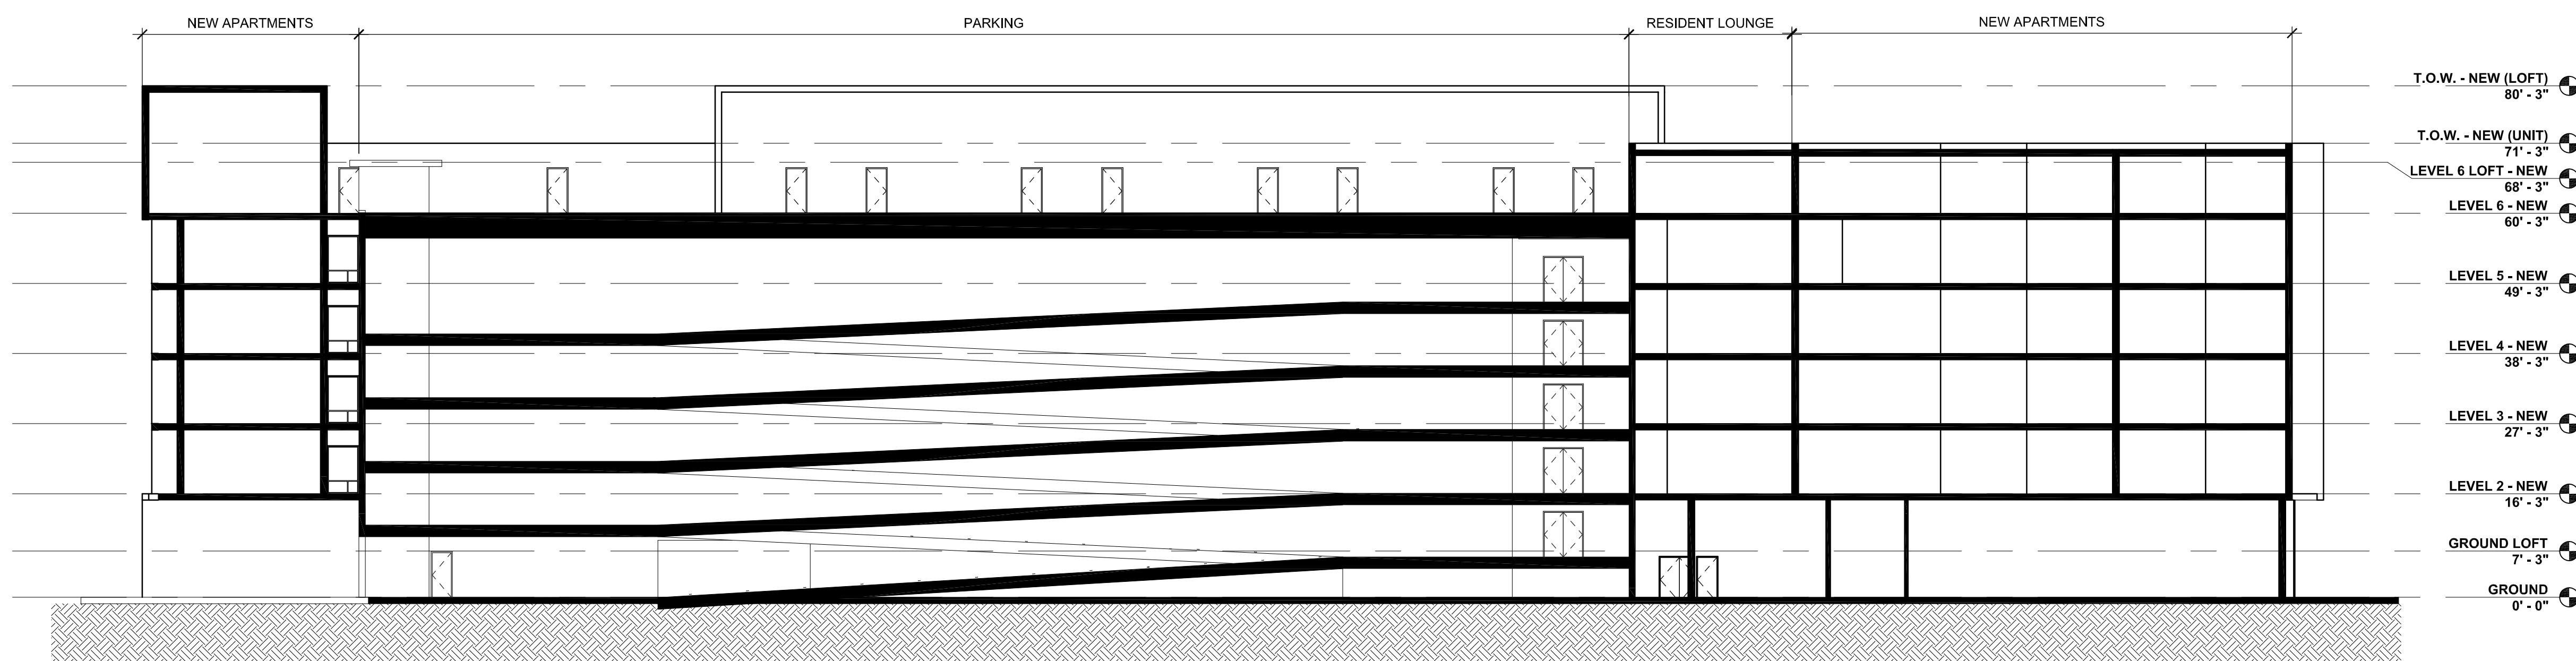 NEW APARTMENTS
PARKING
RESIDENT LOUNGE
NEW APARTMENTS
T.O.W. - NEW (LOFT)
80' - 3"
T.O.W. - NEW (UNIT)
71' - 3"
LEVEL 6 LOFT - NEW
68' - 3"
LEVEL 6 - NEW
60' - 3"
LEVEL 5 - NEW
49' - 3"
LEVEL 4 - NEW
38' - 3"
LEVEL 3 - NEW
27' - 3"
LEVEL 2 - NEW
16' - 3"
GROUND LOFT
7' - 3"
GROUND
0' - 0"